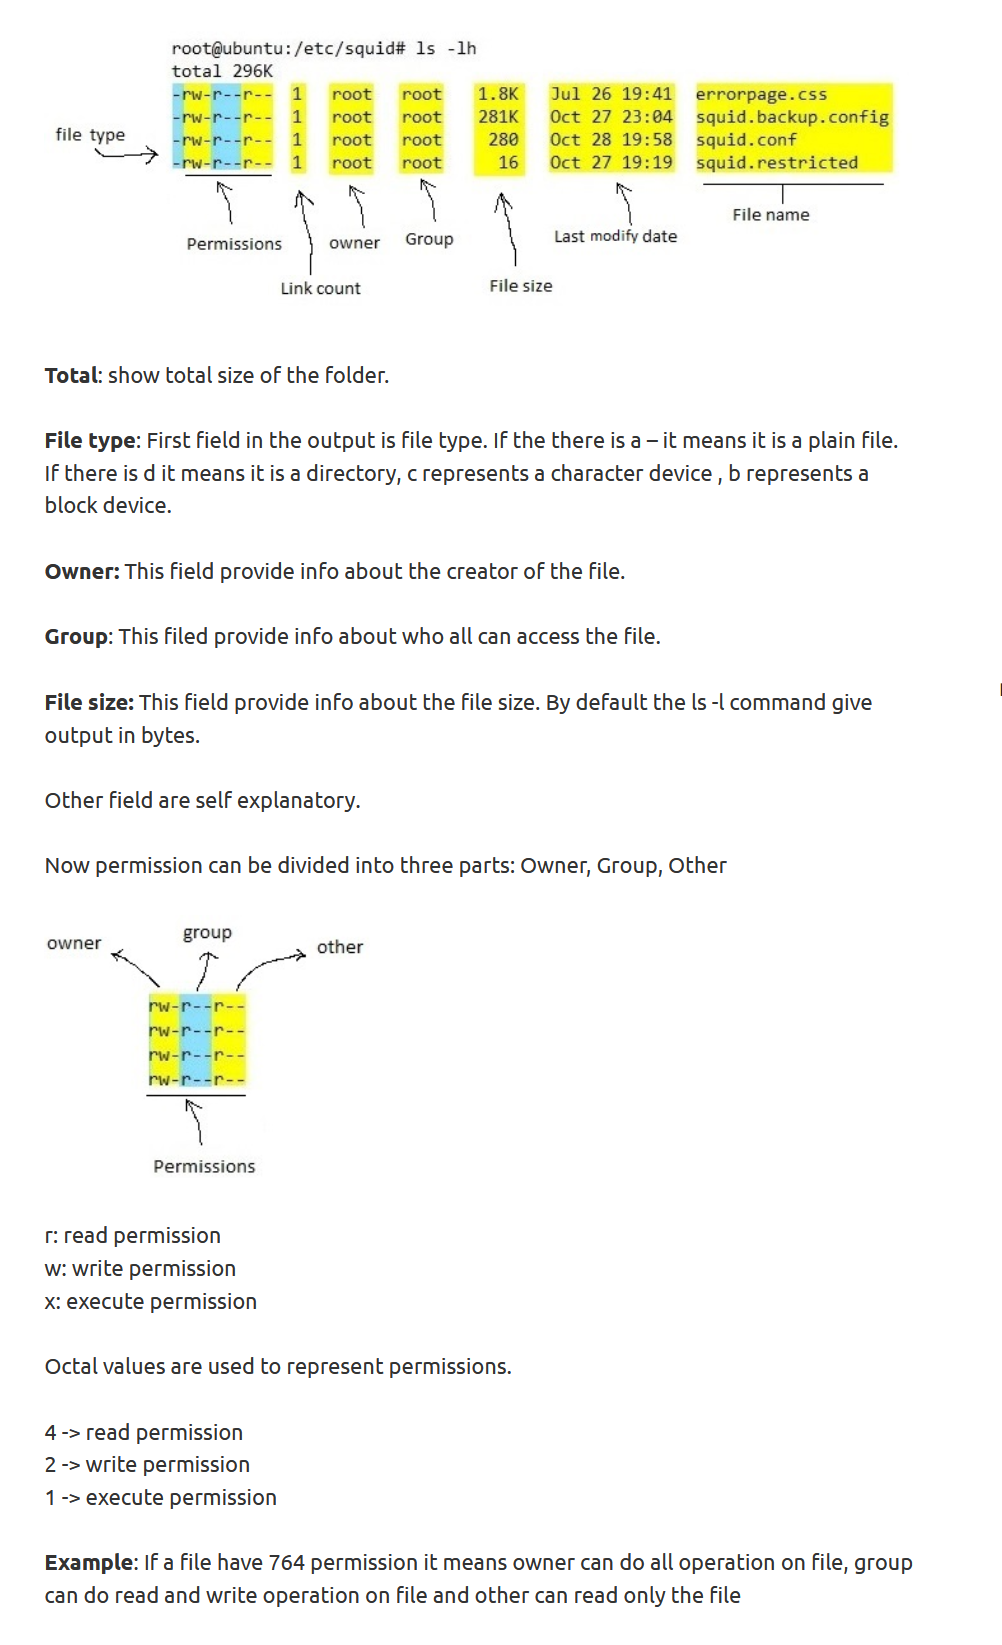 root@ubuntu:/etc/squid# ls -lh
total 296K
-rw-r--r-- 1 root root 1.8K Jul 26 19:41 errorpage.css
-rw-r--r-- 1 root root 281K Oct 27 23:04 squid.backup.config
-rw-r--r-- 1 root root 280 Oct 28 19:58 squid.conf
-rw-r--r-- 1 root root 16 Oct 27 19:19 squid.restricted
file type
Permissions
Link count
owner
Group
File size
Last modify date
File name
Total: show total size of the folder.
File type: First field in the output is file type. If the there is a – it means it is a plain file.
If there is d it means it is a directory, c represents a character device , b represents a
block device.
Owner: This field provide info about the creator of the file.
Group: This filed provide info about who all can access the file.
File size: This field provide info about the file size. By default the ls -l command give
output in bytes.
Other field are self explanatory.
Now permission can be divided into three parts: Owner, Group, Other
owner
group
other
rw-r--r--
rw-r--r--
rw-r--r--
rw-r--r--
Permissions
r: read permission
w: write permission
x: execute permission
Octal values are used to represent permissions.
4 -> read permission
2 -> write permission
1 -> execute permission
Example: If a file have 764 permission it means owner can do all operation on file, group
can do read and write operation on file and other can read only the file